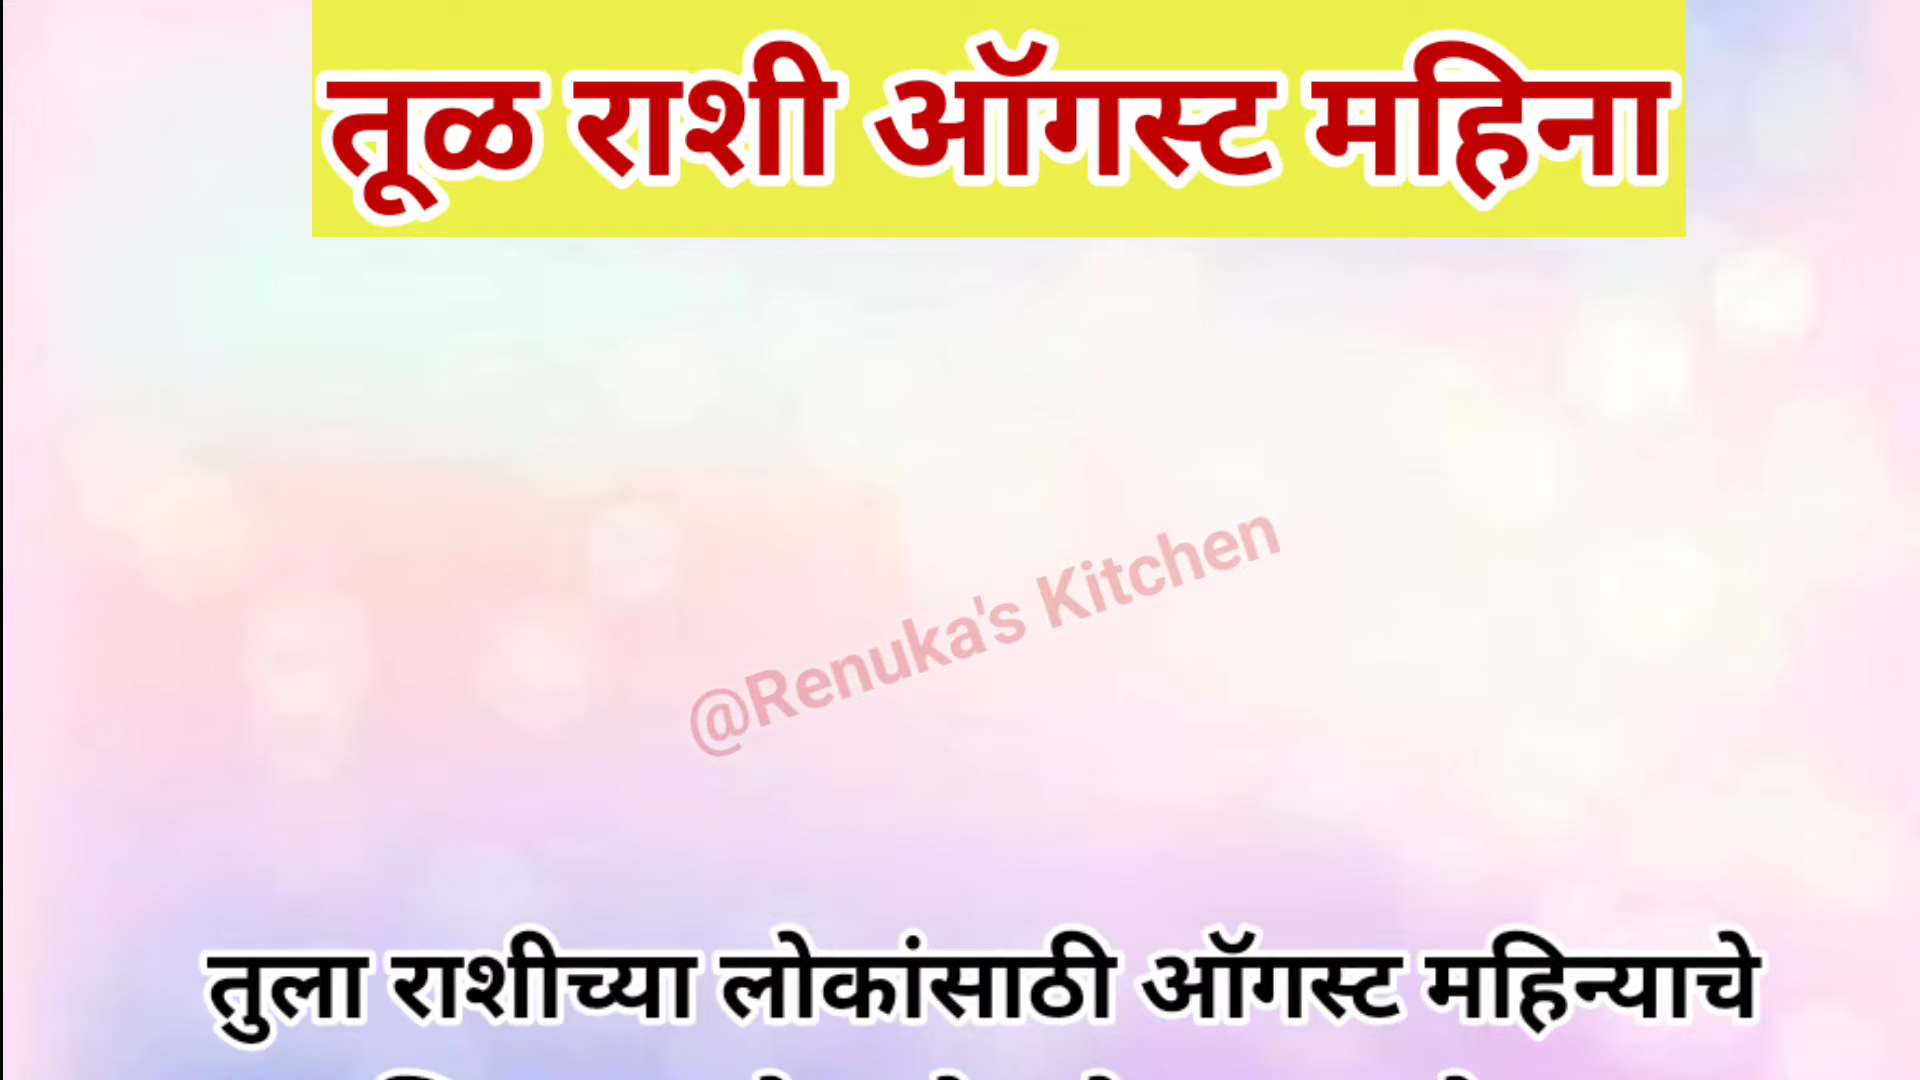 तूळ राशी ऑगस्ट महिना
@Renuka's Kitchen
तुला राशीच्या लोकांसाठी ऑगस्ट महिन्याचे